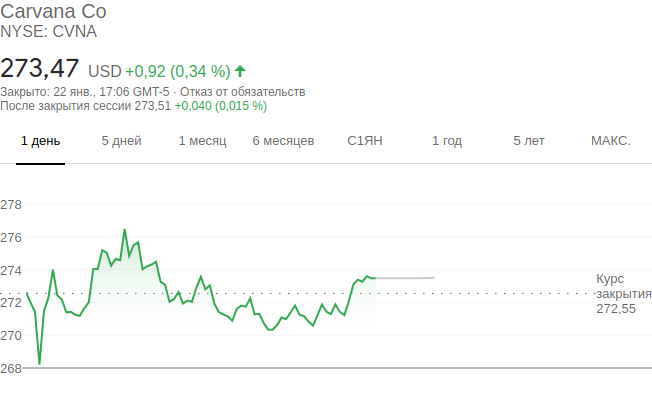 Carvana Co
NYSE: CVNA
273,47 USD +0,92 (0,34 %)
Закрыто: 22 янв., 17:06 GMT-5 · Отказ от обязательств
После закрытия сессии 273,51 +0,040 (0,015 %)
1 день 5 дней 1 месяц 6 месяцев С1ЯН 1 год 5 лет МАКС.
278
276
274
272
270
268
Курс
закрытия
272,55